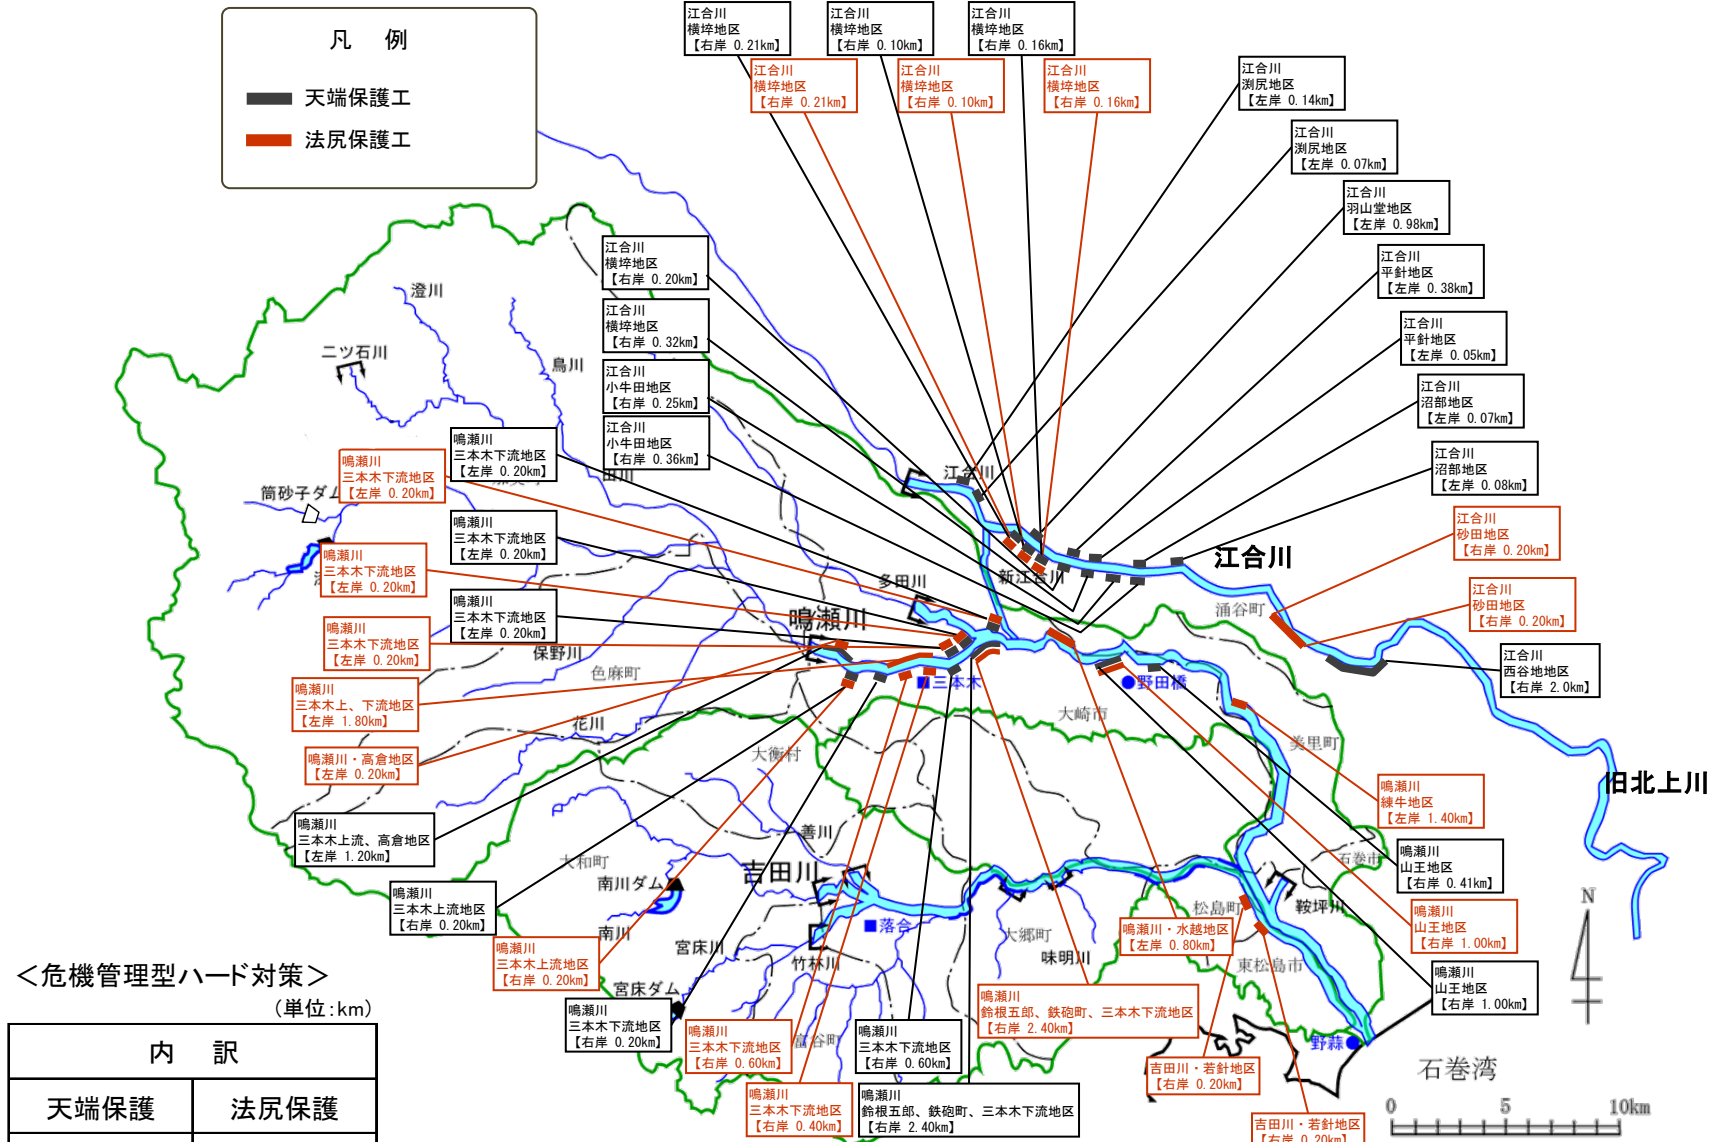 凡 例
天端保護工
法尻保護工
江合川
横埣地区
【右岸 0.21km】
江合川
横埣地区
【右岸 0.10km】
江合川
横埣地区
【右岸 0.16km】
江合川
横埣地区
【右岸 0.21km】
江合川
横埣地区
【右岸 0.10km】
江合川
横埣地区
【右岸 0.16km】
江合川
渕尻地区
【左岸 0.14km】
江合川
渕尻地区
【左岸 0.07km】
江合川
羽山堂地区
【左岸 0.98km】
江合川
平針地区
【左岸 0.38km】
江合川
平針地区
【左岸 0.05km】
江合川
沼部地区
【左岸 0.07km】
江合川
沼部地区
【左岸 0.08km】
江合川
砂田地区
【右岸 0.20km】
江合川
砂田地区
【右岸 0.20km】
江合川
西谷地地区
【右岸 2.0km】
江合川
横埣地区
【右岸 0.20km】
江合川
横埣地区
【右岸 0.32km】
江合川
小牛田地区
【右岸 0.25km】
江合川
小牛田地区
【右岸 0.36km】
鳴瀬川
三本木下流地区
【左岸 0.20km】
鳴瀬川
三本木下流地区
【左岸 0.20km】
鳴瀬川
三本木下流地区
【左岸 0.20km】
鳴瀬川
三本木下流地区
【左岸 0.20km】
鳴瀬川
三本木下流地区
【左岸 0.20km】
鳴瀬川
三本木下流地区
【左岸 0.20km】
鳴瀬川
三本木上、下流地区
【左岸 1.80km】
鳴瀬川・高倉地区
【左岸 0.20km】
鳴瀬川
三本木上流、高倉地区
【左岸 1.20km】
鳴瀬川
三本木上流地区
【右岸 0.20km】
鳴瀬川
三本木上流地区
【右岸 0.20km】
鳴瀬川
三本木下流地区
【右岸 0.20km】
鳴瀬川
三本木下流地区
【右岸 0.60km】
鳴瀬川
三本木下流地区
【右岸 0.40km】
鳴瀬川
三本木下流地区
【右岸 0.60km】
鳴瀬川
鈴根五郎、鉄砲町、三本木下流地区
【右岸 2.40km】
鳴瀬川
鈴根五郎、鉄砲町、三本木下流地区
【右岸 2.40km】
鳴瀬川・水越地区
【左岸 0.80km】
鳴瀬川
練牛地区
【左岸 1.40km】
鳴瀬川
山王地区
【右岸 0.41km】
鳴瀬川
山王地区
【右岸 1.00km】
鳴瀬川
山王地区
【右岸 1.00km】
吉田川・若針地区
【右岸 0.20km】
吉田川・若針地区
【右岸 0.20km】
澄川
二ツ石川
鳥川
田川
筒砂子ダム
江合川
新江合川
江合川
多田川
鳴瀬川
保野川
色麻町
花川
三本木
野田橋
大崎市
涌谷町
美里町
旧北上川
大衡村
善川
大和町
南川ダム
南川
吉田川
落合
宮床川
竹林川
宮床ダム
富谷町
大郷町
味明川
松島町
鞍坪川
石巻市
東松島市
野蒜
石巻湾
N
0 5 10km
＜危機管理型ハード対策＞
（単位：km）
内 訳
天端保護 法尻保護